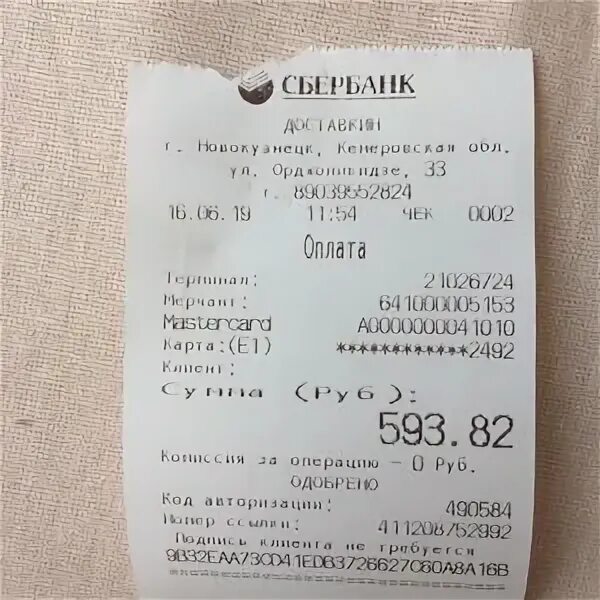 СБЕРБАНК
ДОСТАВКИН
г. Новокузнецк, Кемеровская обл.
ул. Орджоникидзе, 33
т. 89039552824
16.06.19 11:54 ЧЕК 0002
Оплата
Терминал: 21026724
Мерчант: 641000005153
Mastercard A0000000041010
Карта:(E1) ************2492
Клиент:
Сумма (Руб):
593.82
Комиссия за операцию – 0 Руб.
ОДОБРЕНО
Код авторизации: 490584
Номер ссылки: 411208752992
Подпись клиента не требуется
9B32EAA73CD41EDB3726627C60A8A16B